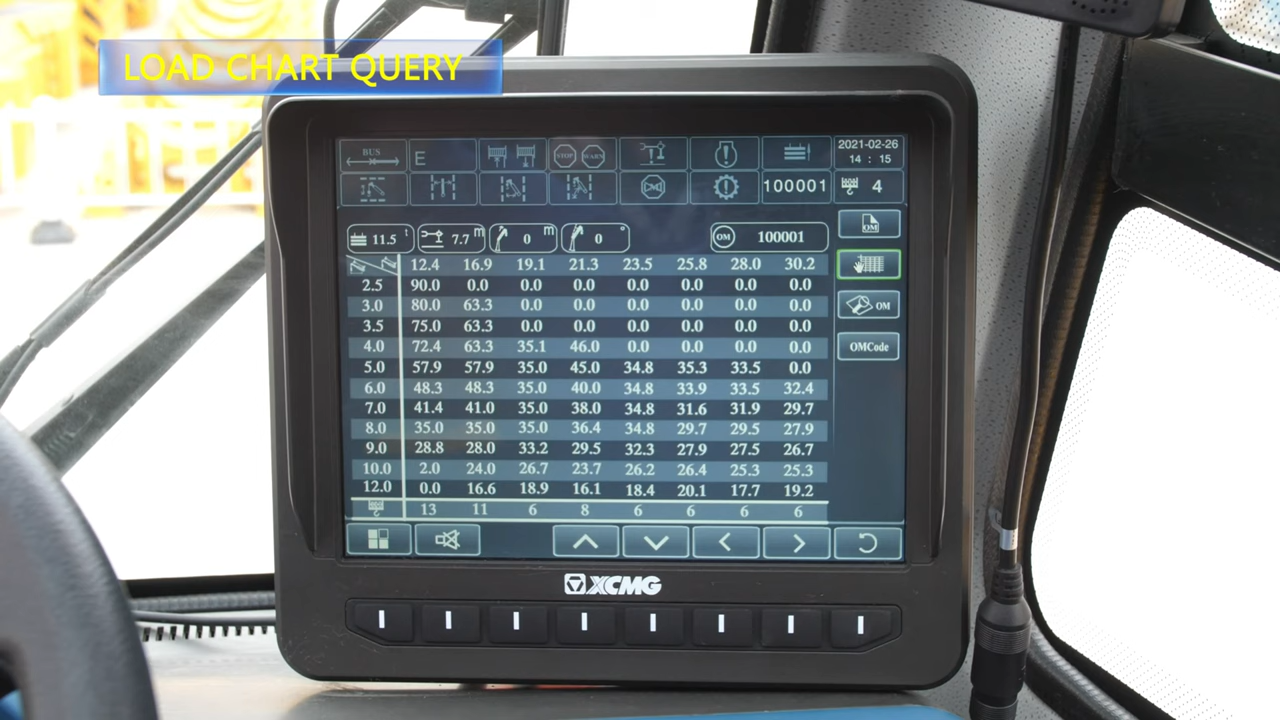 LOAD CHART QUERY
BUS E STOP WARN 2021-02-26
14 : 15
100001 4
11.5 t 7.7 m 0 m 0 ° OM 100001
OM
12.4 16.9 19.1 21.3 23.5 25.8 28.0 30.2
2.5 90.0 0.0 0.0 0.0 0.0 0.0 0.0 0.0
3.0 80.0 63.3 0.0 0.0 0.0 0.0 0.0 0.0
OM
3.5 75.0 63.3 0.0 0.0 0.0 0.0 0.0 0.0
4.0 72.4 63.3 35.1 46.0 0.0 0.0 0.0 0.0
OMCode
5.0 57.9 57.9 35.0 45.0 34.8 35.3 33.5 0.0
6.0 48.3 48.3 35.0 40.0 34.8 33.9 33.5 32.4
7.0 41.4 41.0 35.0 38.0 34.8 31.6 31.9 29.7
8.0 35.0 35.0 35.0 36.4 34.8 29.7 29.5 27.9
9.0 28.8 28.0 33.2 29.5 32.3 27.9 27.5 26.7
10.0 2.0 24.0 26.7 23.7 26.2 26.4 25.3 25.3
12.0 0.0 16.6 18.9 16.1 18.4 20.1 17.7 19.2
13 11 6 8 6 6 6 6
XCMG